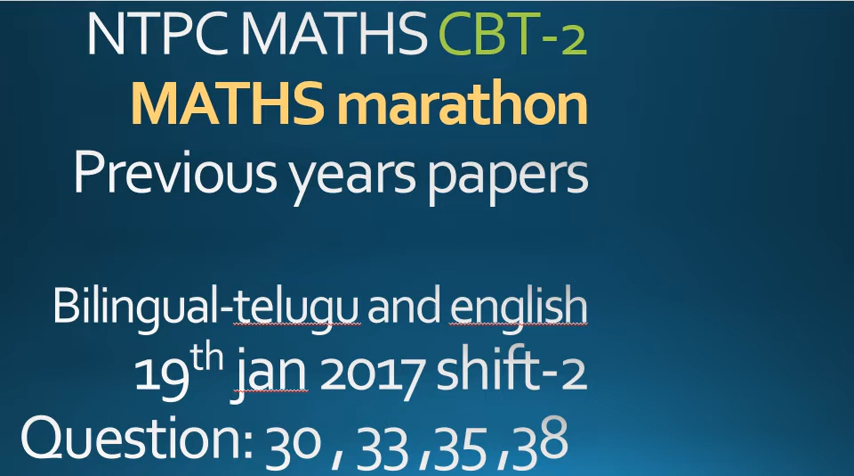 NTPC MATHS CBT-2
MATHS marathon
Previous years papers
Bilingual-telugu and english
19th jan 2017 shift-2
Question: 30 , 33 ,35 ,38